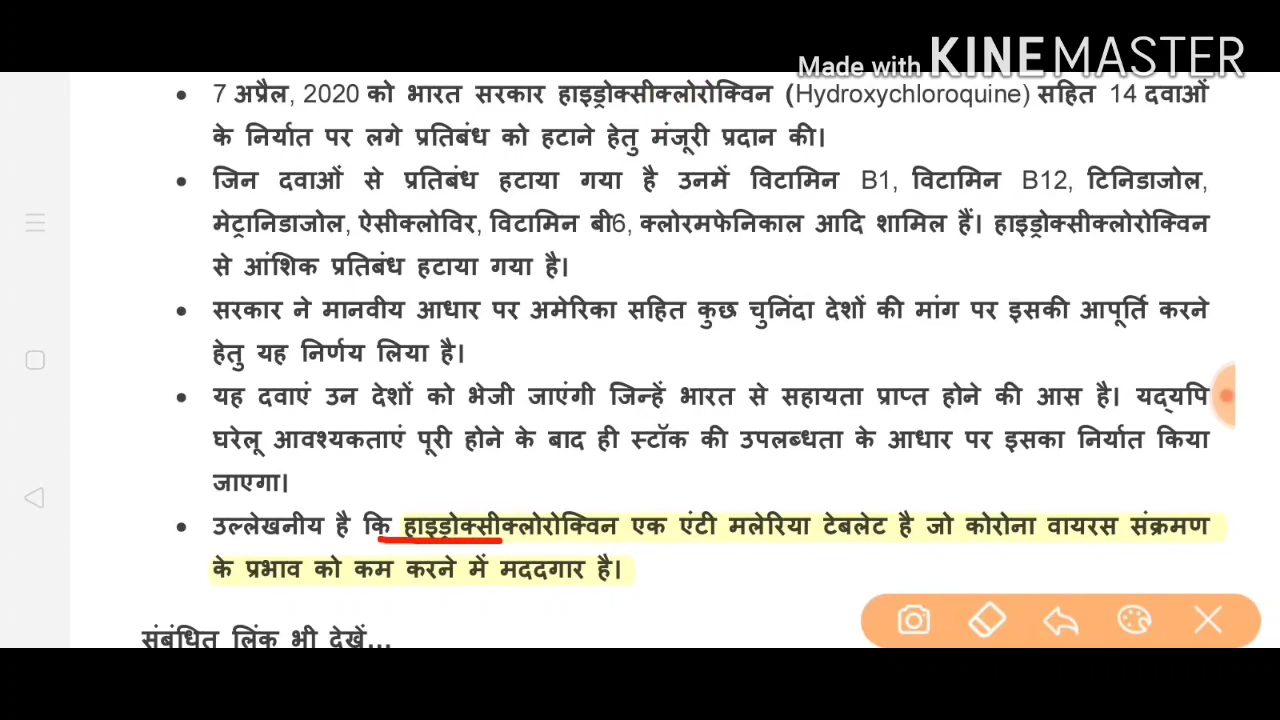 Made with KINEMASTER
• 7 अप्रैल, 2020 को भारत सरकार हाइड्रोक्सीक्लोरोक्विन (Hydroxychloroquine) सहित 14 दवाओं
के निर्यात पर लगे प्रतिबंध को हटाने हेतु मंजूरी प्रदान की।
• जिन दवाओं से प्रतिबंध हटाया गया है उनमें विटामिन B1, विटामिन B12, टिनिडाजोल,
मेट्रानिडाजोल, ऐसीक्लोविर, विटामिन बी6, क्लोरमफेनिकाल आदि शामिल हैं। हाइड्रोक्सीक्लोरोक्विन
से आंशिक प्रतिबंध हटाया गया है।
• सरकार ने मानवीय आधार पर अमेरिका सहित कुछ चुनिंदा देशों की मांग पर इसकी आपूर्ति करने
हेतु यह निर्णय लिया है।
• यह दवाएं उन देशों को भेजी जाएंगी जिन्हें भारत से सहायता प्राप्त होने की आस है। यद्यपि
घरेलू आवश्यकताएं पूरी होने के बाद ही स्टॉक की उपलब्धता के आधार पर इसका निर्यात किया
जाएगा।
• उल्लेखनीय है कि हाइड्रोक्सीक्लोरोक्विन एक एंटी मलेरिया टेबलेट है जो कोरोना वायरस संक्रमण
के प्रभाव को कम करने में मददगार है।
संबंधित लिंक भी देखें...